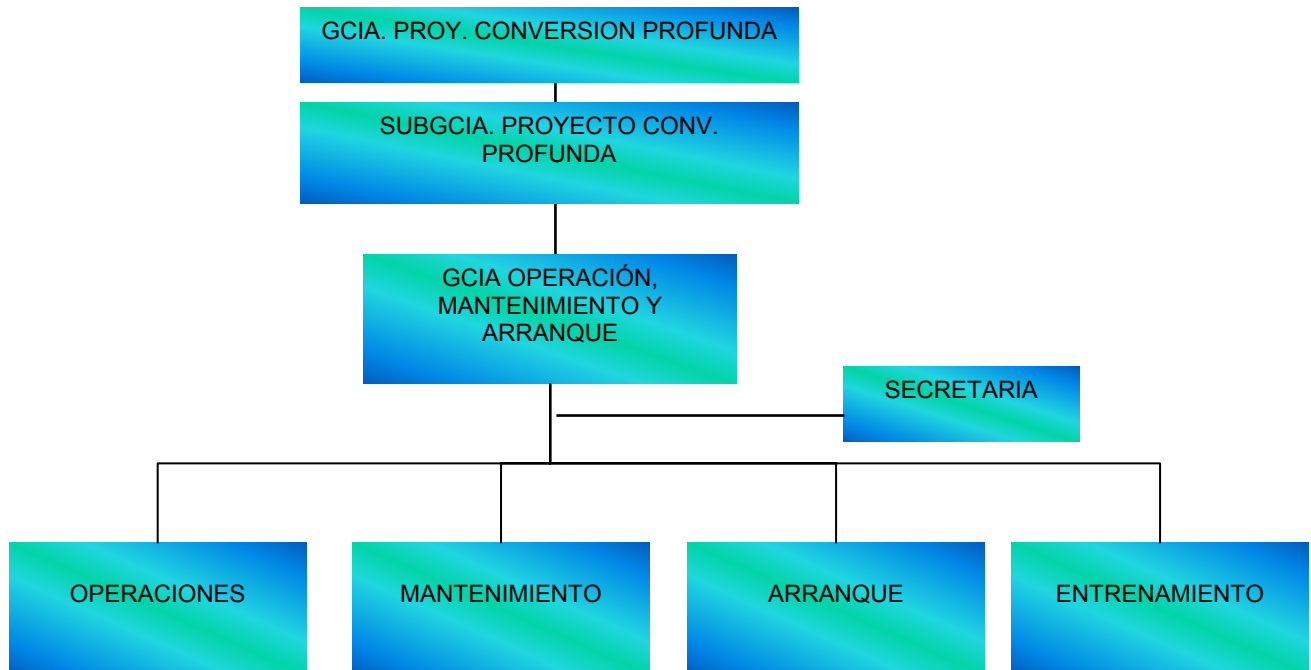 GCIA. PROY. CONVERSION PROFUNDA
SUBGCIA. PROYECTO CONV.
PROFUNDA
GCIA OPERACIÓN,
MANTENIMIENTO Y
ARRANQUE
SECRETARIA
OPERACIONES
MANTENIMIENTO
ARRANQUE
ENTRENAMIENTO